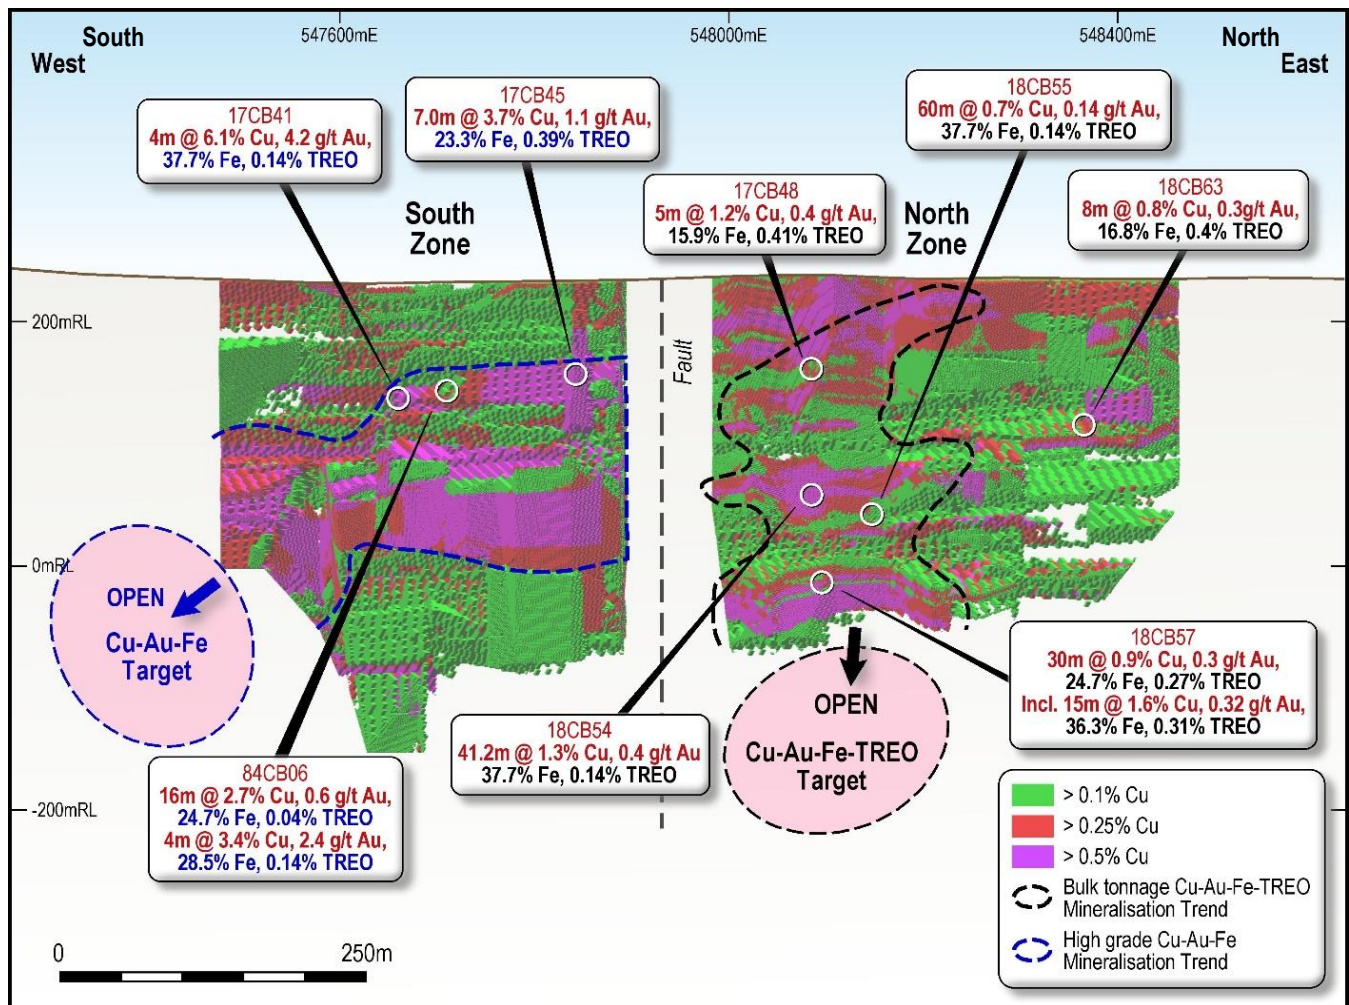 South
West
547600mE
548000mE
548400mE
North
East
17CB41
4m @ 6.1% Cu, 4.2 g/t Au,
37.7% Fe, 0.14% TREO
17CB45
7.0m @ 3.7% Cu, 1.1 g/t Au,
23.3% Fe, 0.39% TREO
18CB55
60m @ 0.7% Cu, 0.14 g/t Au,
37.7% Fe, 0.14% TREO
17CB48
5m @ 1.2% Cu, 0.4 g/t Au,
15.9% Fe, 0.41% TREO
18CB63
8m @ 0.8% Cu, 0.3g/t Au,
16.8% Fe, 0.4% TREO
South
Zone
North
Zone
200mRL
Fault
0mRL
OPEN
Cu-Au-Fe
Target
-200mRL
84CB06
16m @ 2.7% Cu, 0.6 g/t Au,
24.7% Fe, 0.04% TREO
4m @ 3.4% Cu, 2.4 g/t Au,
28.5% Fe, 0.14% TREO
18CB54
41.2m @ 1.3% Cu, 0.4 g/t Au
37.7% Fe, 0.14% TREO
OPEN
Cu-Au-Fe-TREO
Target
18CB57
30m @ 0.9% Cu, 0.3 g/t Au,
24.7% Fe, 0.27% TREO
Incl. 15m @ 1.6% Cu, 0.32 g/t Au,
36.3% Fe, 0.31% TREO
> 0.1% Cu
> 0.25% Cu
> 0.5% Cu
Bulk tonnage Cu-Au-Fe-TREO
Mineralisation Trend
High grade Cu-Au-Fe
Mineralisation Trend
0
250m